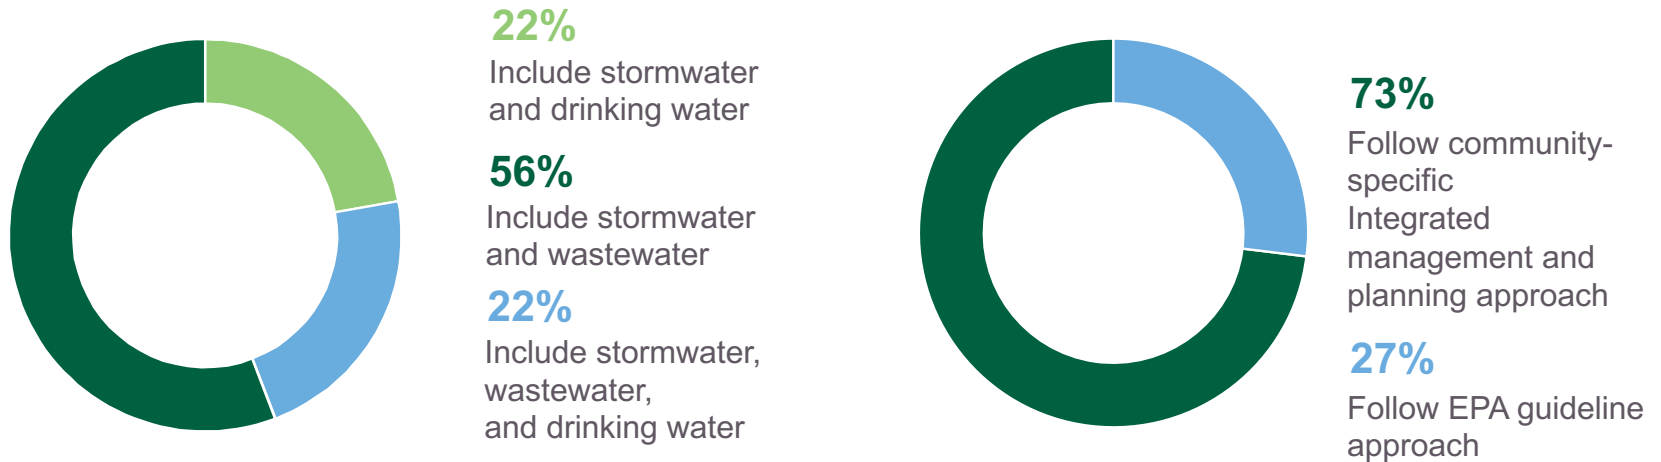 22%
Include stormwater
and drinking water
56%
Include stormwater
and wastewater
22%
Include stormwater,
wastewater,
and drinking water
73%
Follow community-
specific
Integrated
management and
planning approach
27%
Follow EPA guideline
approach